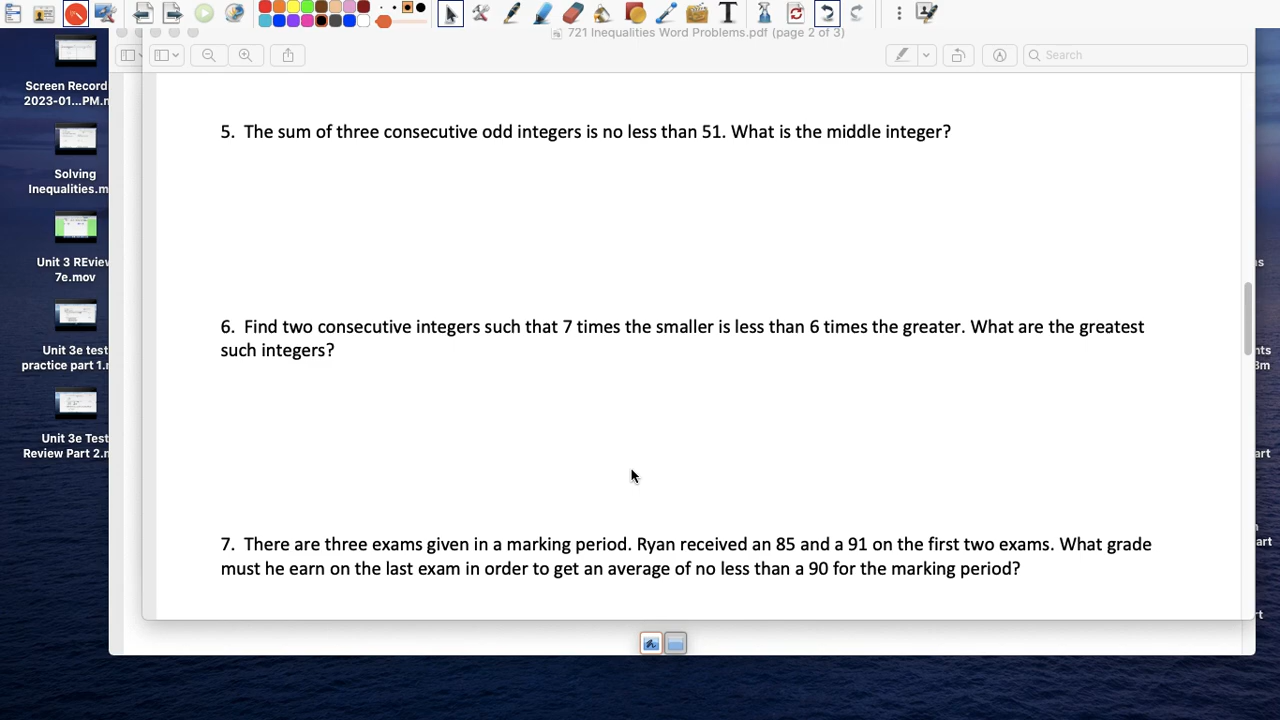 721 Inequalities Word Problems.pdf (page 2 of 3)
Search
Screen Record
2023-01...PM.m
Solving
Inequalities.m
Unit 3 REview
7e.mov
Unit 3e test
practice part 1.m
Unit 3e Test
Review Part 2.m
5. The sum of three consecutive odd integers is no less than 51. What is the middle integer?
6. Find two consecutive integers such that 7 times the smaller is less than 6 times the greater. What are the greatest
such integers?
7. There are three exams given in a marking period. Ryan received an 85 and a 91 on the first two exams. What grade
must he earn on the last exam in order to get an average of no less than a 90 for the marking period?